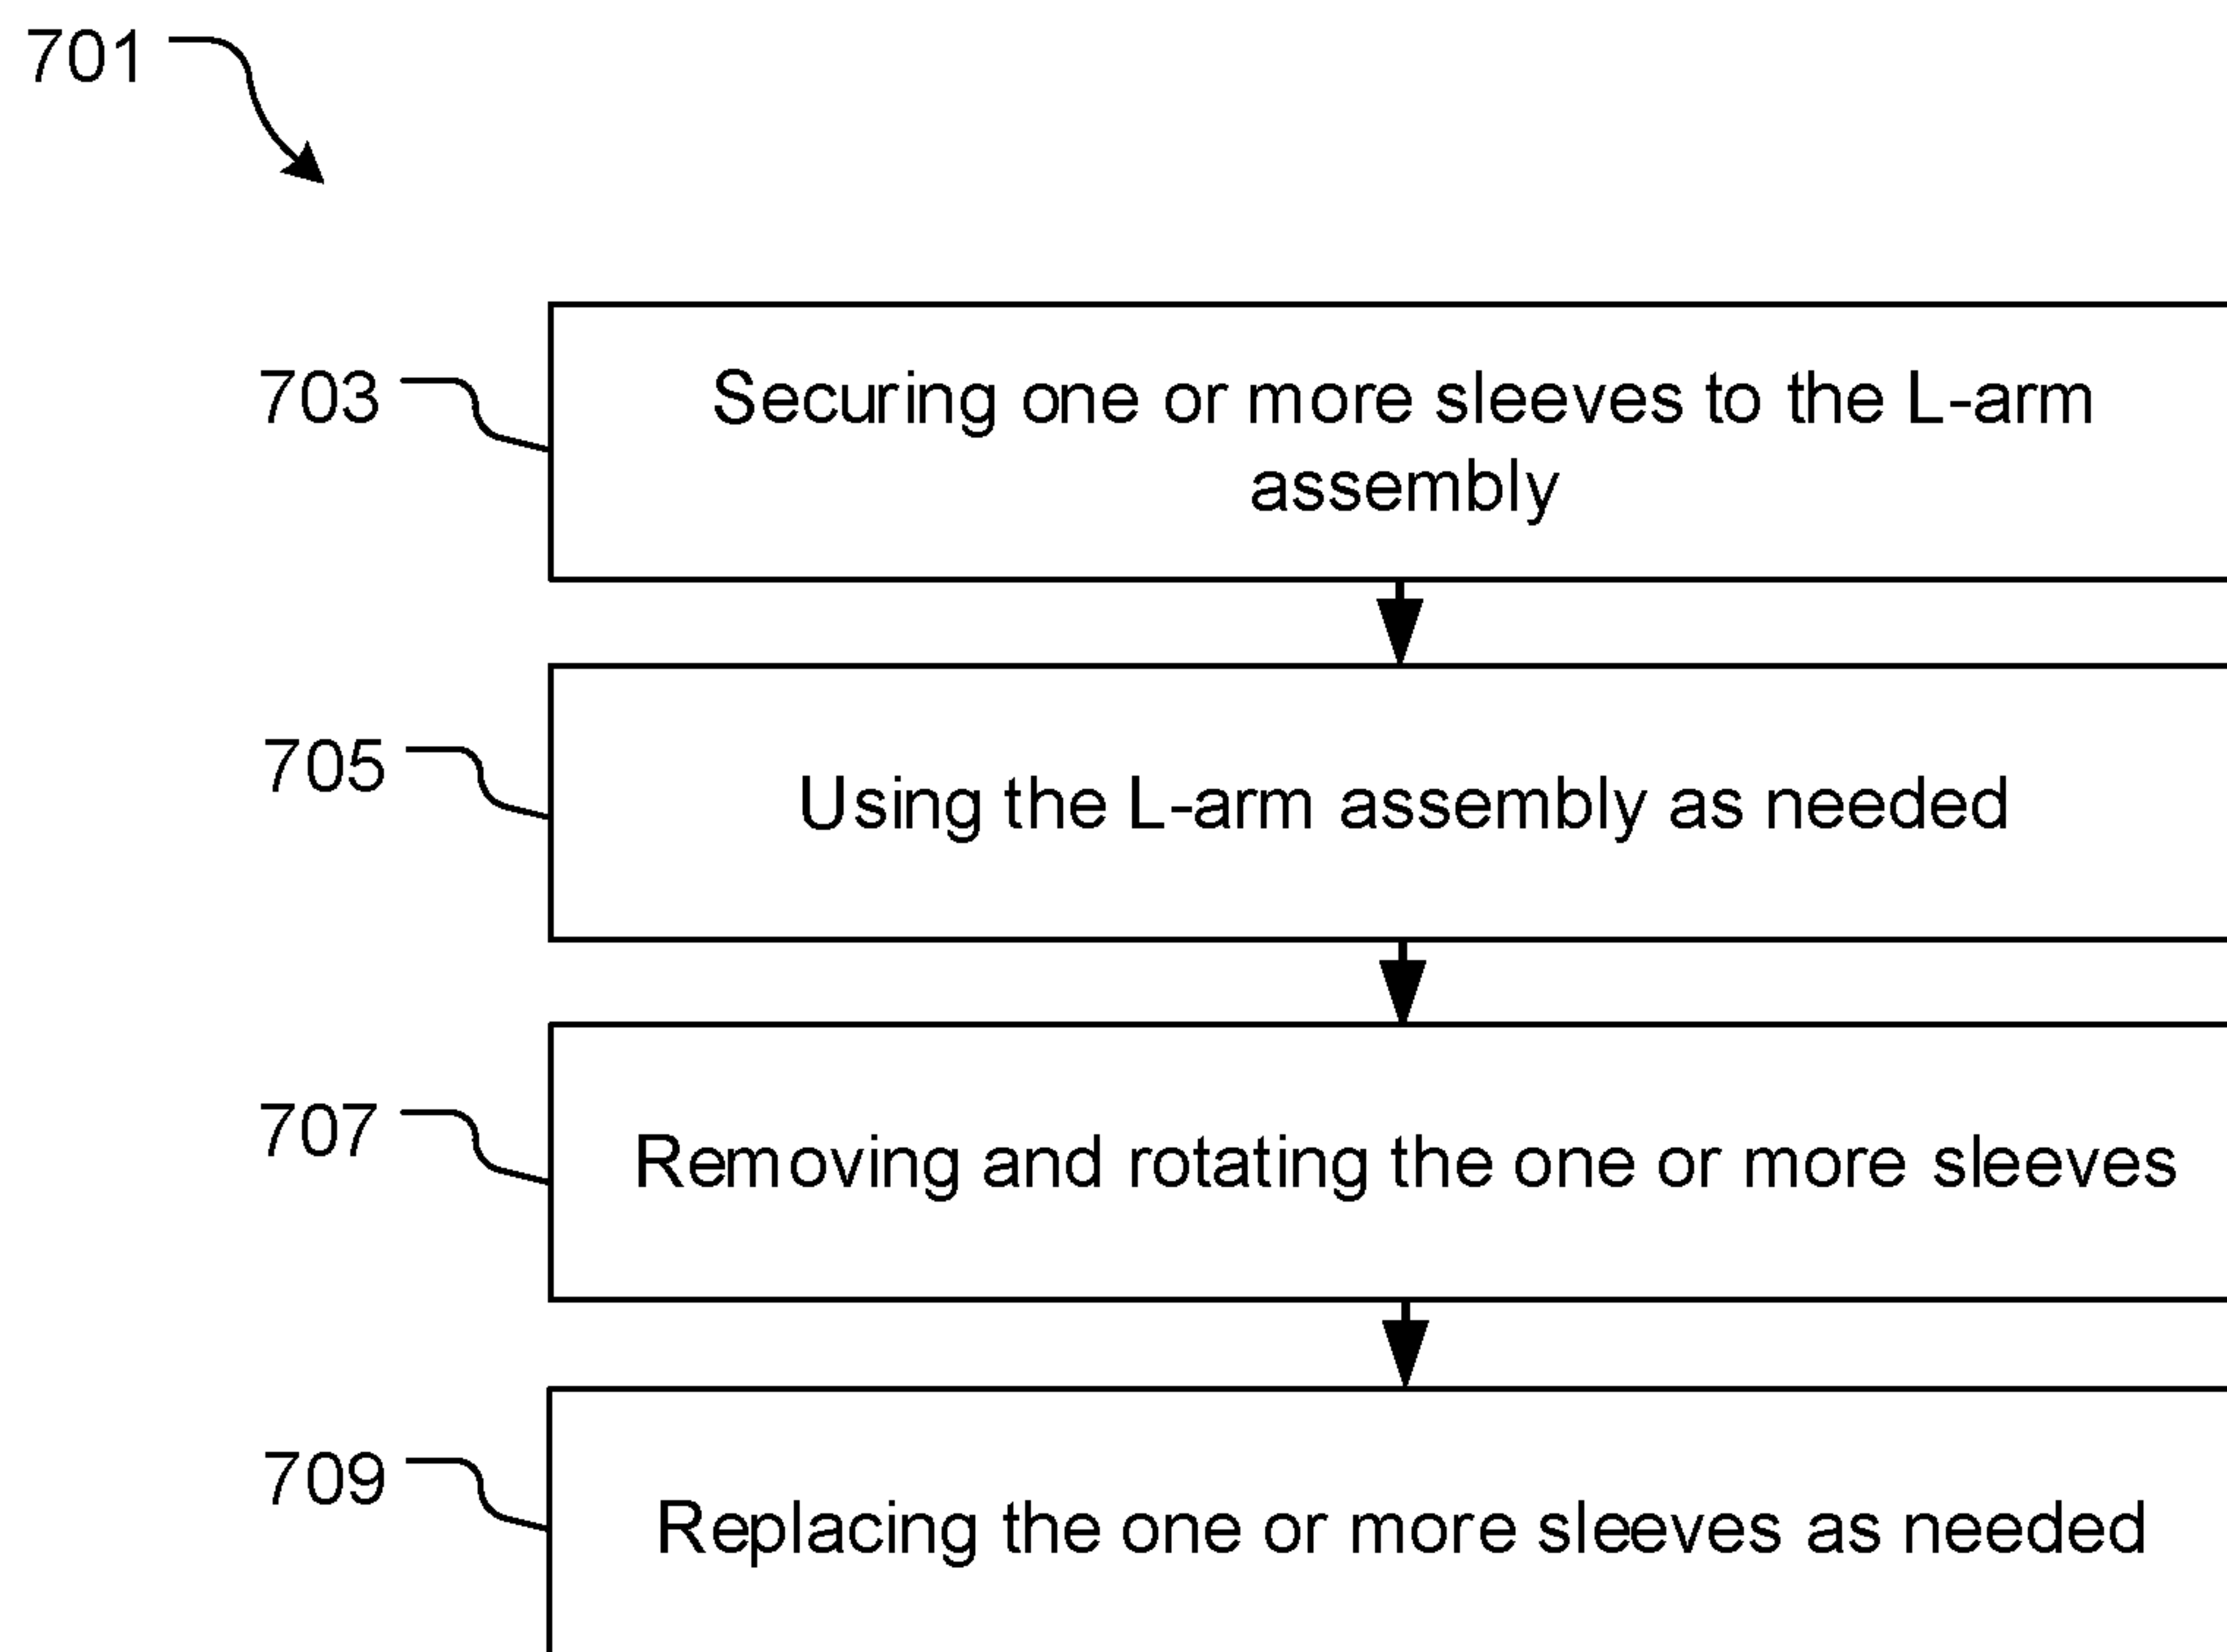 701
703
Securing one or more sleeves to the L-arm
assembly
705
Using the L-arm assembly as needed
707
Removing and rotating the one or more sleeves
709
Replacing the one or more sleeves as needed